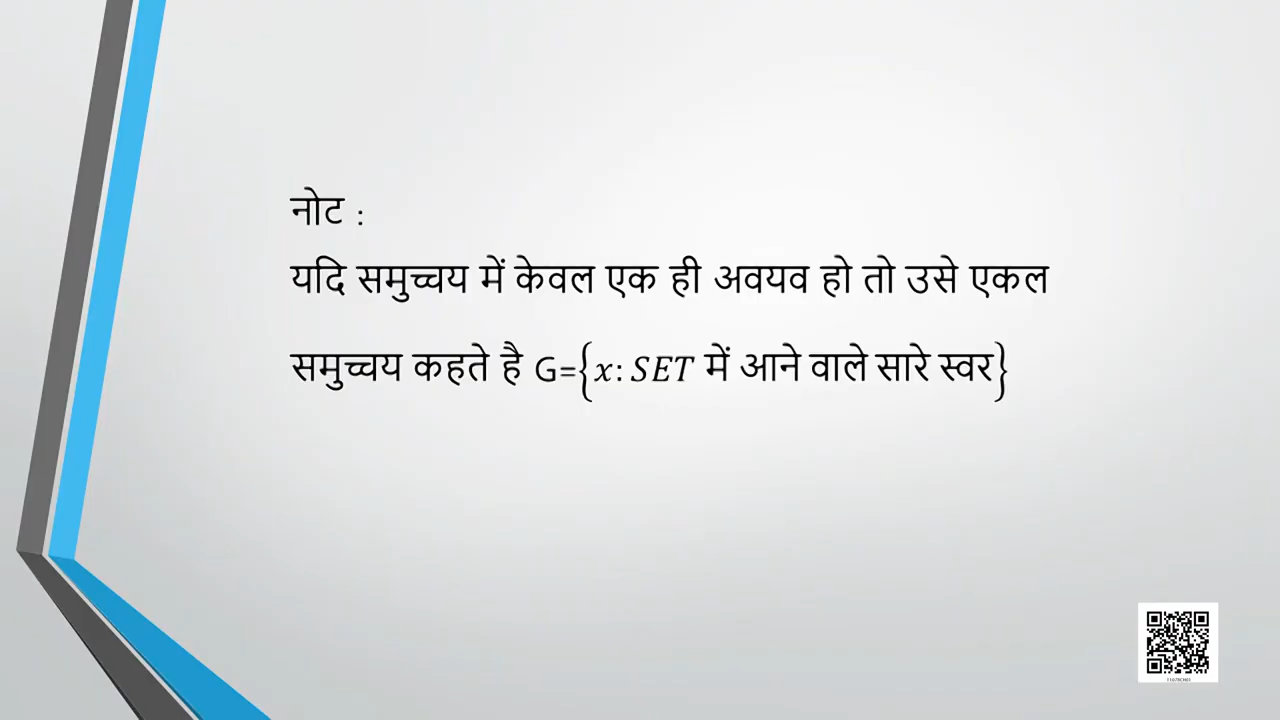 नोट :
यदि समुच्चय में केवल एक ही अवयव हो तो उसे एकल
समुच्चय कहते है G={x: SET में आने वाले सारे स्वर}